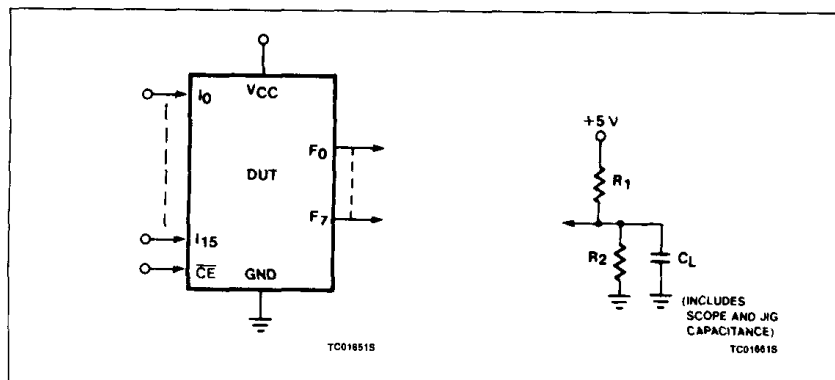 VCC
I0
F0
DUT
F7
I15
CE
GND
TC01651S
+5 V
R1
R2
CL
(INCLUDES
SCOPE AND JIG
CAPACITANCE)
TC01661S